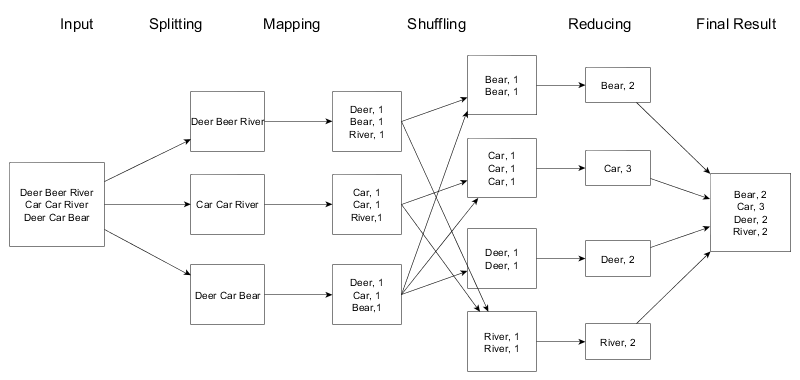 Input
Splitting
Mapping
Shuffling
Reducing
Final Result
Deer Beer River
Car Car River
Deer Car Bear
Deer Beer River
Car Car River
Deer Car Bear
Deer, 1
Bear, 1
River, 1
Car, 1
Car, 1
River,1
Deer, 1
Car, 1
Bear,1
Bear, 1
Bear, 1
Car, 1
Car, 1
Car, 1
Deer, 1
Deer, 1
River, 1
River, 1
Bear, 2
Car, 3
Deer, 2
River, 2
Bear, 2
Car, 3
Deer, 2
River, 2